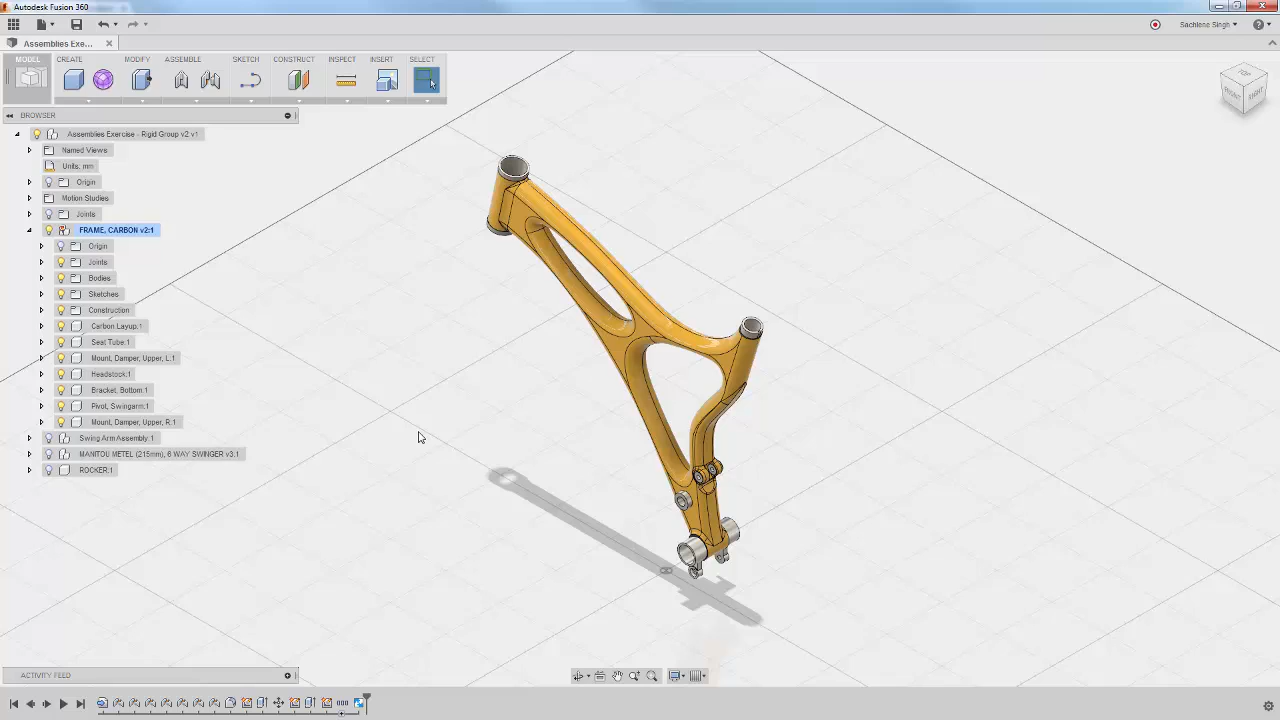 Autodesk Fusion 360
Sachlene Singh
Assemblies Exe...
MODEL
CREATE
MODIFY
ASSEMBLE
SKETCH
CONSTRUCT
INSPECT
INSERT
SELECT
BROWSER
Assemblies Exercise - Rigid Group v2 v1
Named Views
Units: mm
Origin
Motion Studies
Joints
FRAME, CARBON v2:1
Origin
Joints
Bodies
Sketches
Construction
Carbon Layup:1
Seat Tube:1
Mount, Damper, Upper, L:1
Headstock:1
Bracket, Bottom:1
Pivot, Swingarm:1
Mount, Damper, Upper, R:1
Swing Arm Assembly:1
MANITOU METEL (215mm), 6 WAY SWINGER v3:1
ROCKER:1
TOP
FRONT
RIGHT
ACTIVITY FEED